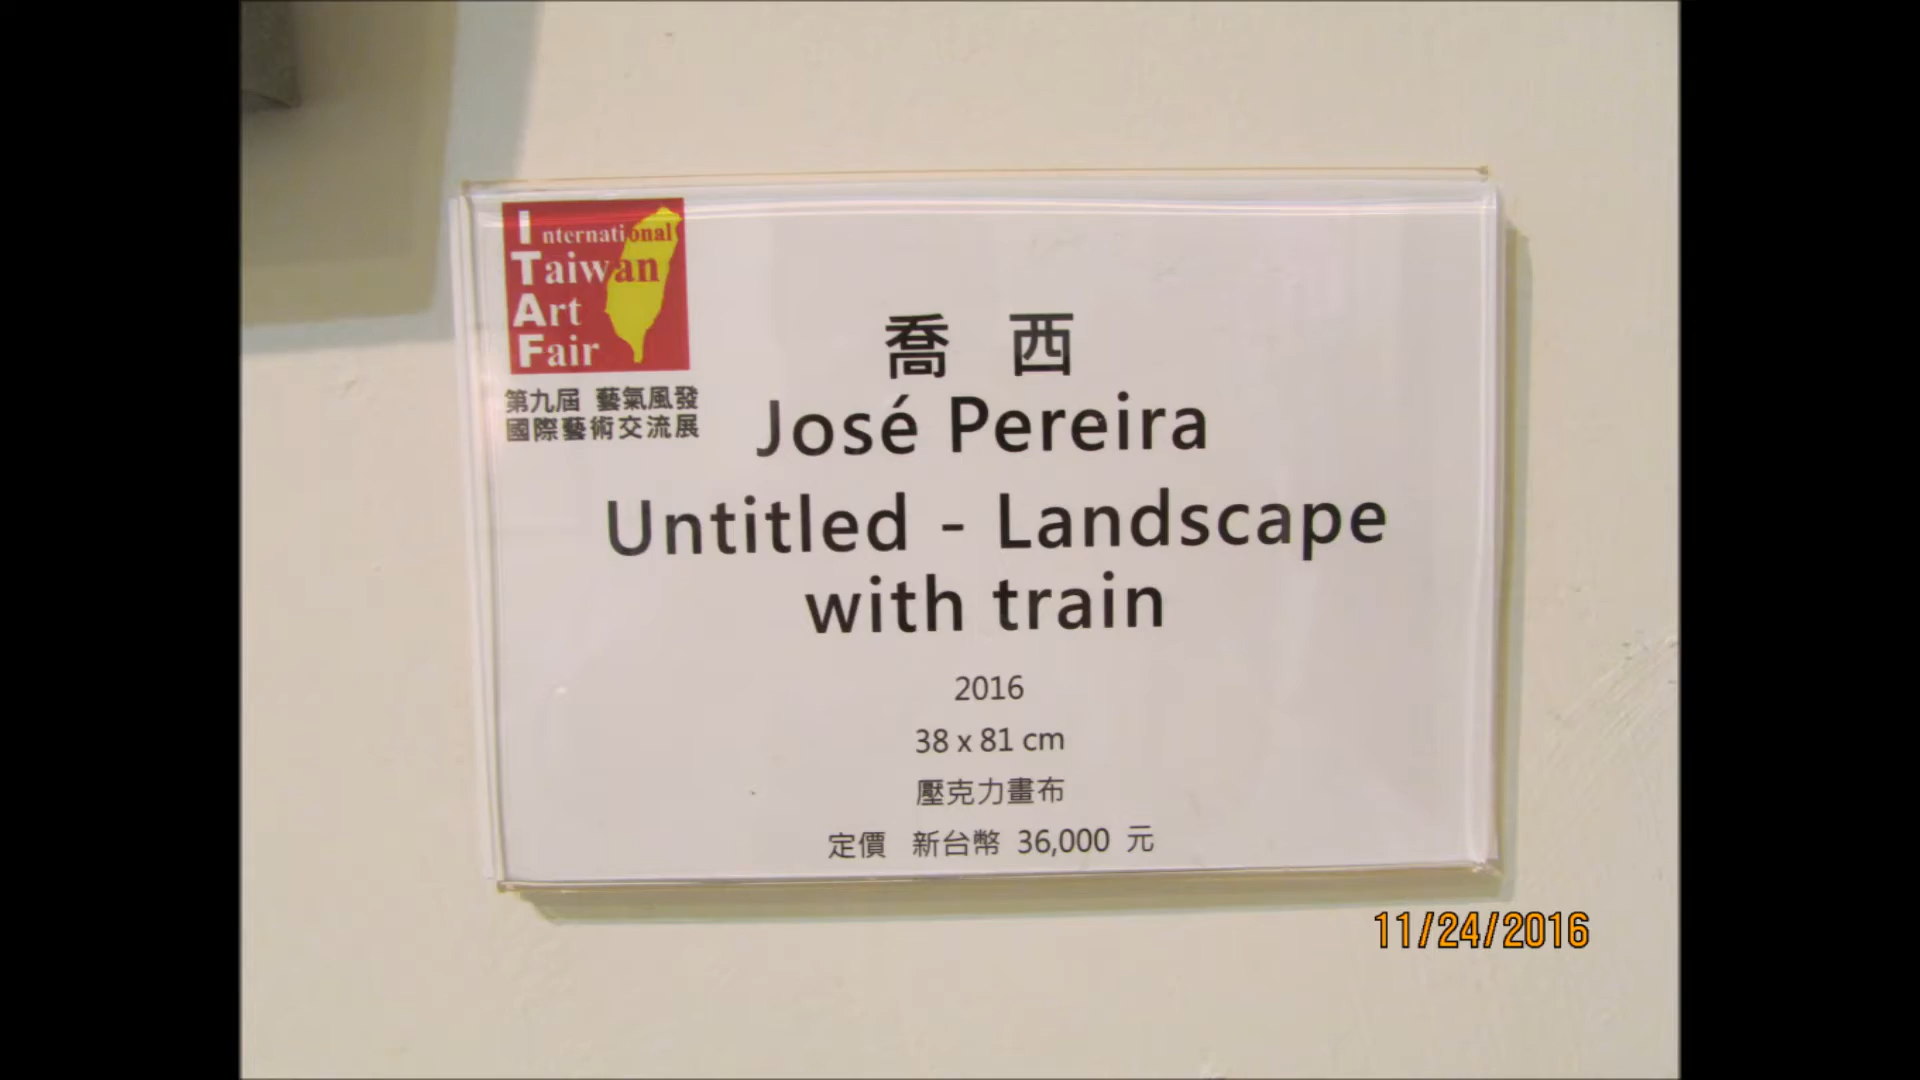 International
Taiwan
Art
Fair
第九屆 藝氣風發
國際藝術交流展
喬 西
José Pereira
Untitled - Landscape
with train
2016
38 x 81 cm
壓克力畫布
定價 新台幣 36,000 元
11/24/2016